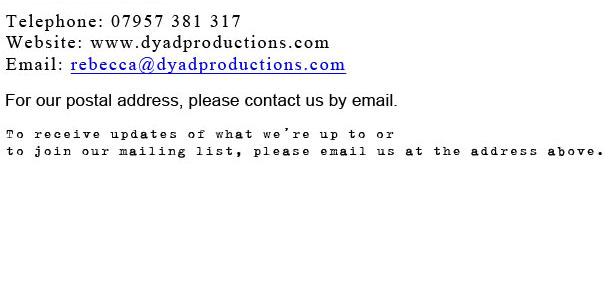 Telephone: 07957 381 317
Website: www.dyadproductions.com
Email: rebecca@dyadproductions.com
For our postal address, please contact us by email.
To receive updates of what we're up to or
to join our mailing list, please email us at the address above.